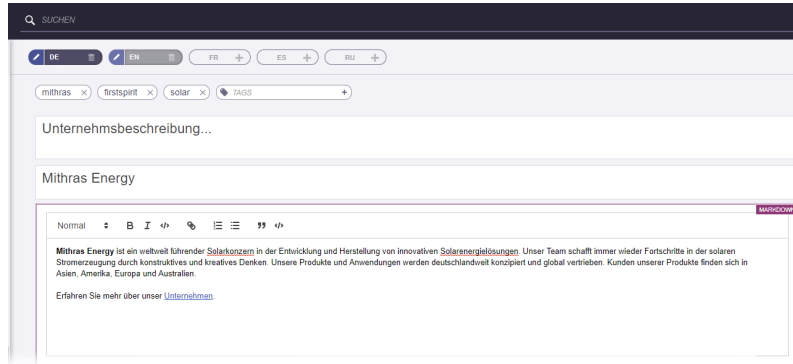 SUCHEN
DE EN FR ES RU
mithras firstspirit solar TAGS
Unternehmsbeschreibung...
Mithras Energy
MARKDOWN
Normal
Mithras Energy ist ein weltweit führender Solarkonzern in der Entwicklung und Herstellung von innovativen Solarenergielösungen. Unser Team schafft immer wieder Fortschritte in der solaren
Stromerzeugung durch konstruktives und kreatives Denken. Unsere Produkte und Anwendungen werden deutschlandweit konzipiert und global vertrieben. Kunden unserer Produkte finden sich in
Asien, Amerika, Europa und Australien.
Erfahren Sie mehr über unser Unternehmen.